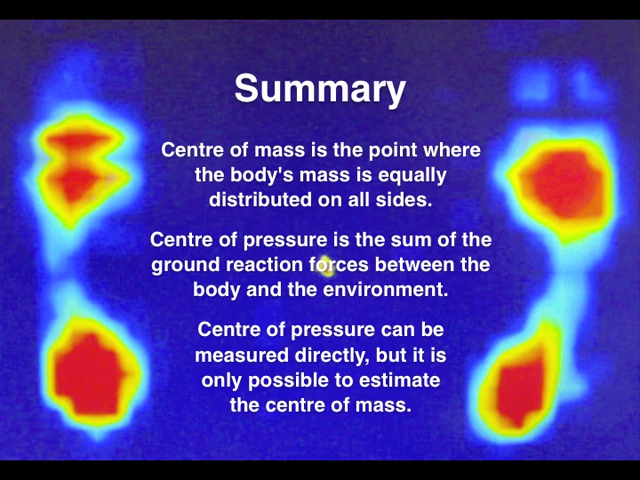 Summary
Centre of mass is the point where
the body's mass is equally
distributed on all sides.
Centre of pressure is the sum of the
ground reaction forces between the
body and the environment.
Centre of pressure can be
measured directly, but it is
only possible to estimate
the centre of mass.